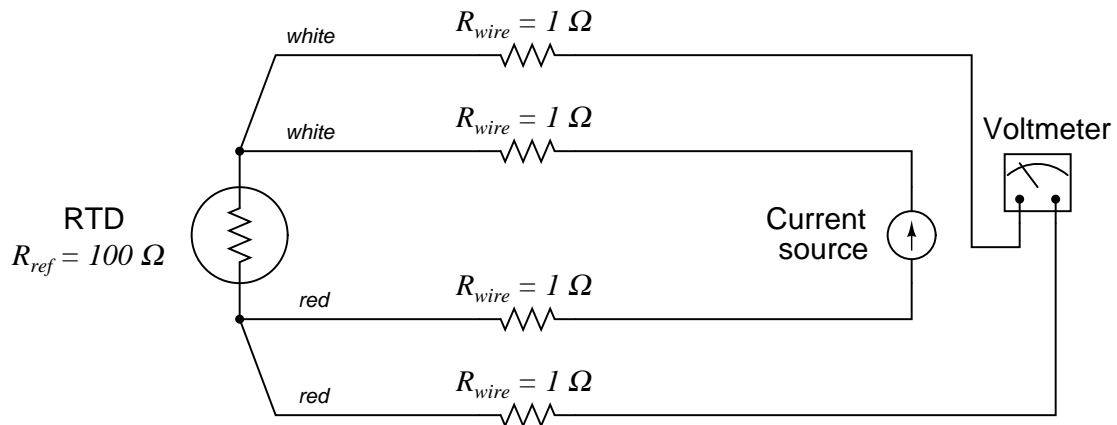 R_wire = 1 Ω
white
R_wire = 1 Ω
white
Voltmeter
RTD
R_ref = 100 Ω
Current
source
R_wire = 1 Ω
red
R_wire = 1 Ω
red